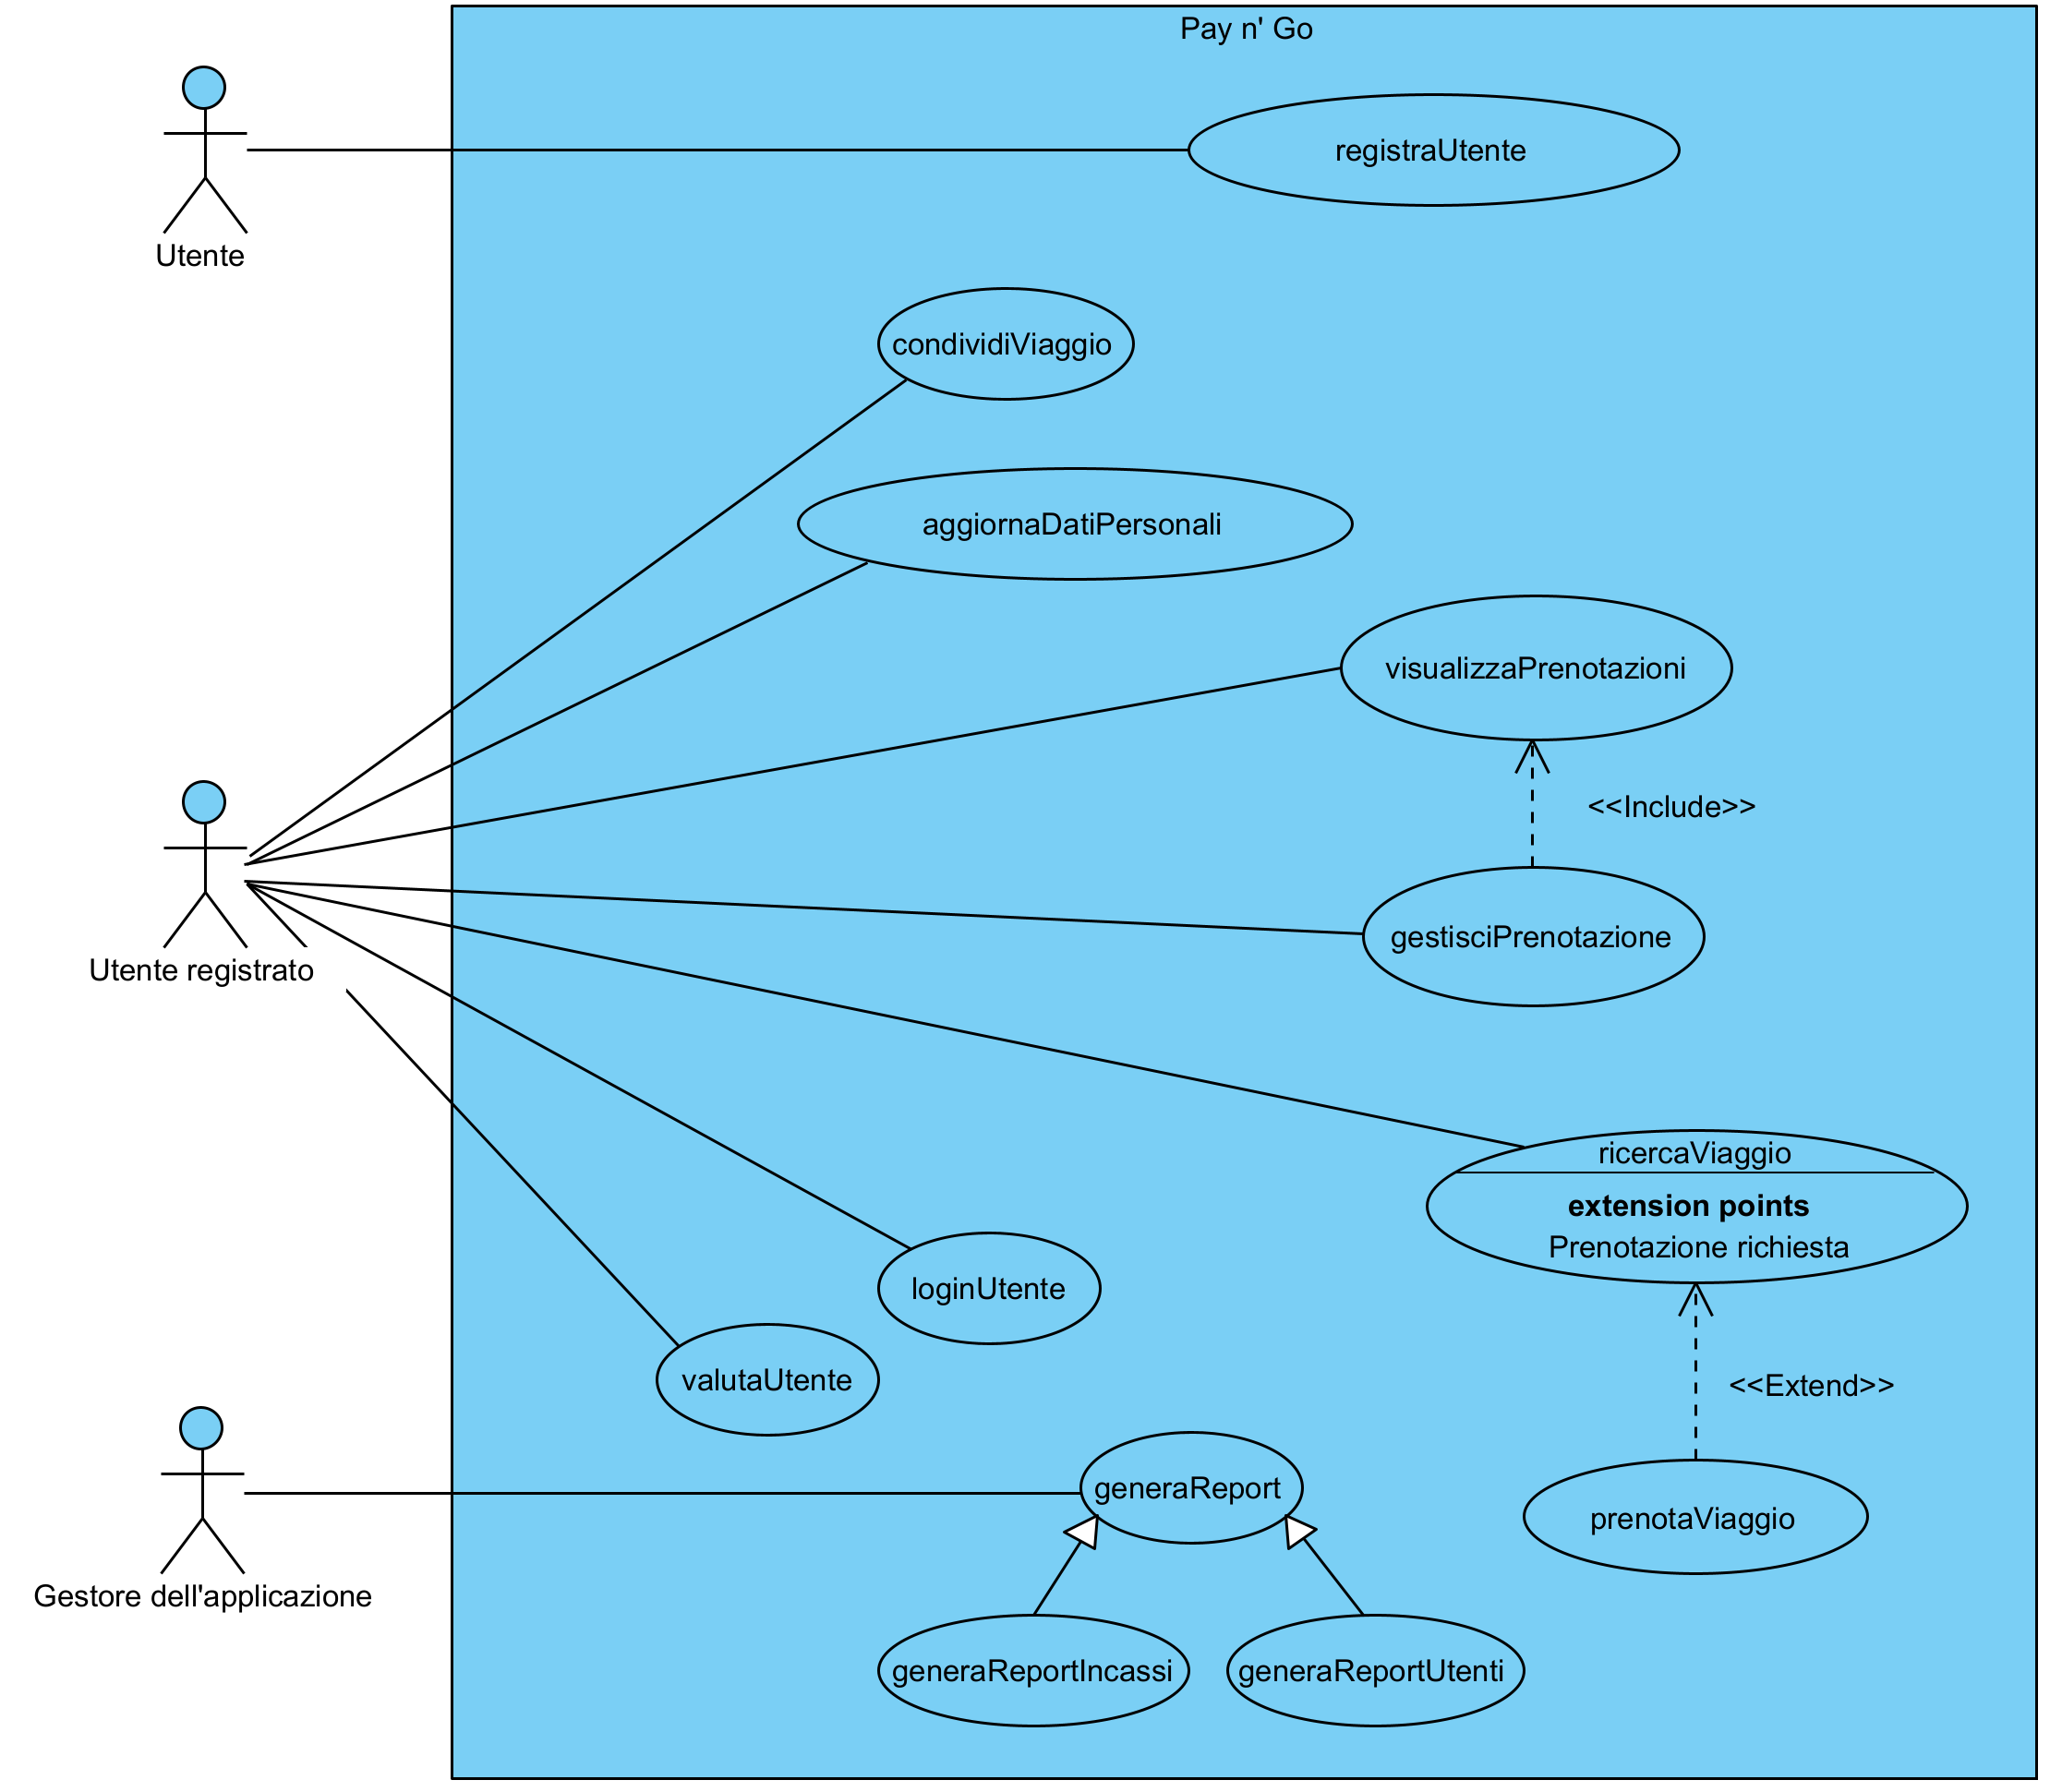 Pay n' Go
registraUtente
Utente
condividiViaggio
aggiornaDatiPersonali
visualizzaPrenotazioni
<<Include>>
gestisciPrenotazione
Utente registrato
ricercaViaggio
extension points
Prenotazione richiesta
loginUtente
valutaUtente
<<Extend>>
generaReport
prenotaViaggio
Gestore dell'applicazione
generaReportIncassi
generaReportUtenti